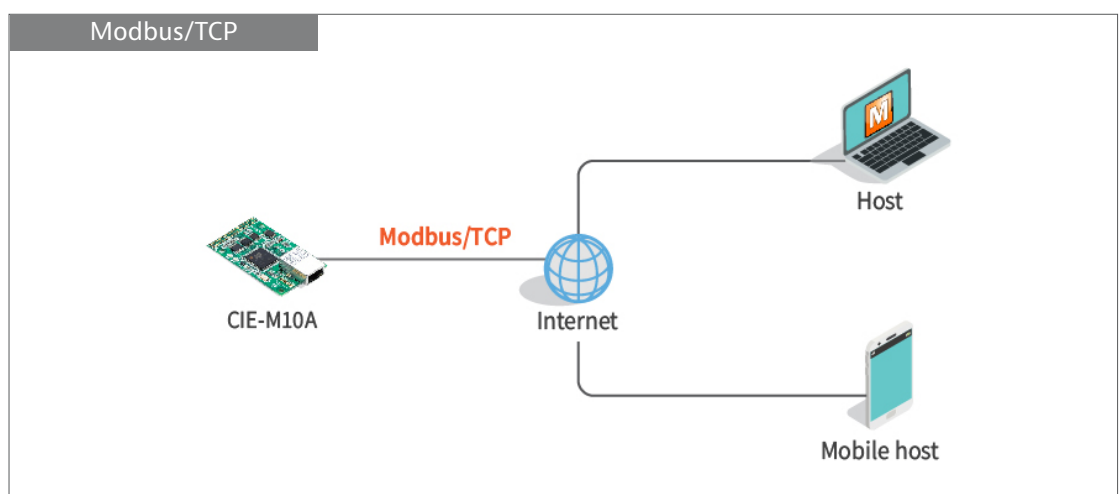 Modbus/TCP
M
Host
Modbus/TCP
CIE-M10A
Internet
Mobile host